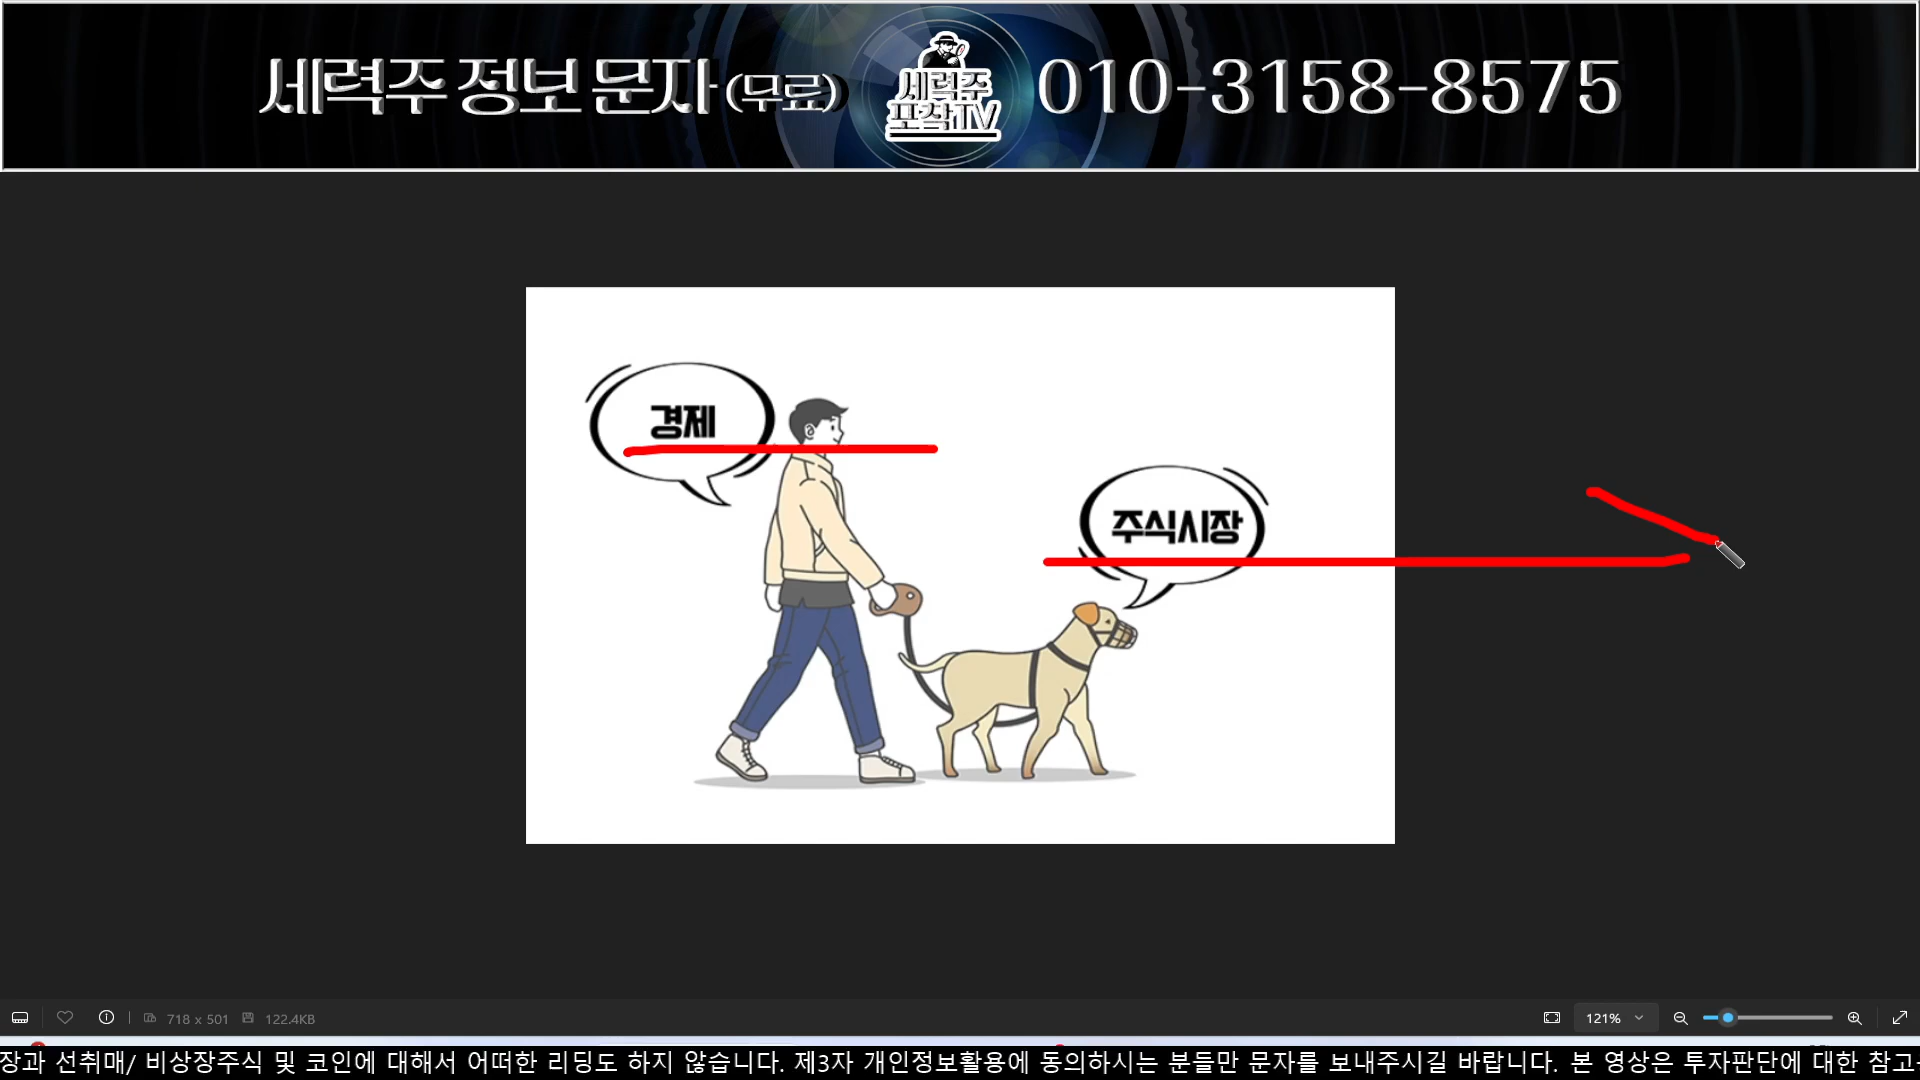 세력주 정보 문자 (무료)
세력주
포착TV
010-3158-8575
경제
주식시장
718 x 501
122.4KB
121%
장과 선취매/ 비상장주식 및 코인에 대해서 어떠한 리딩도 하지 않습니다. 제3자 개인정보활용에 동의하시는 분들만 문자를 보내주시길 바랍니다. 본 영상은 투자판단에 대한 참고